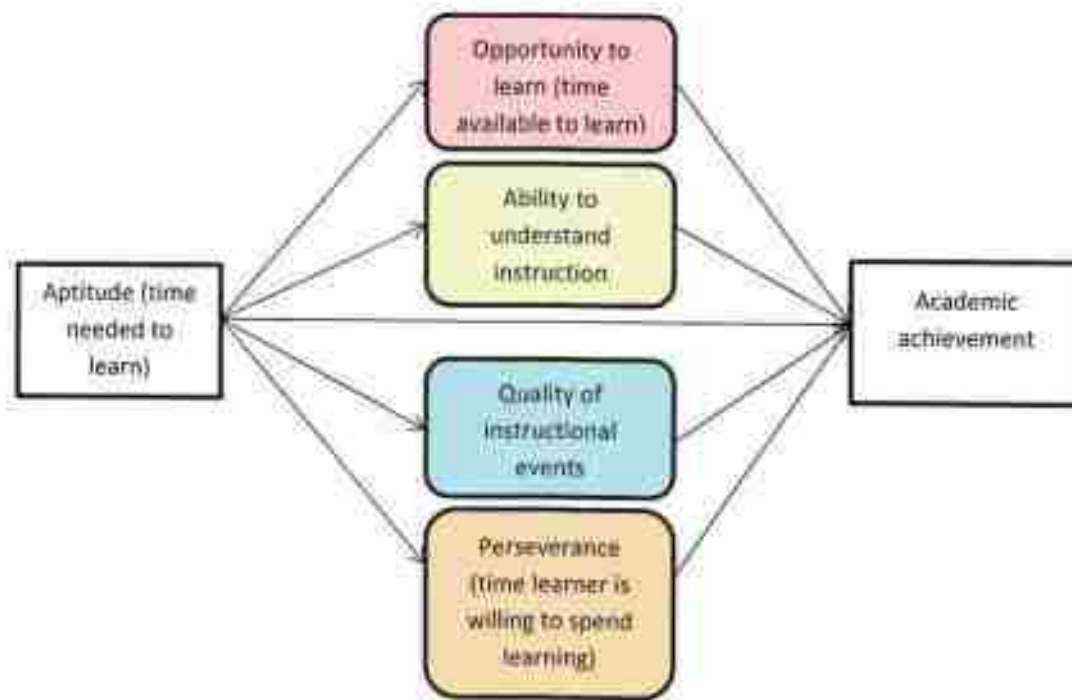 Opportunity to
learn (time
available to learn)
Ability to
understand
instruction
Aptitude (time
needed to
learn)
Academic
achievement
Quality of
instructional
events
Perseverance
(time learner is
willing to spend
learning)